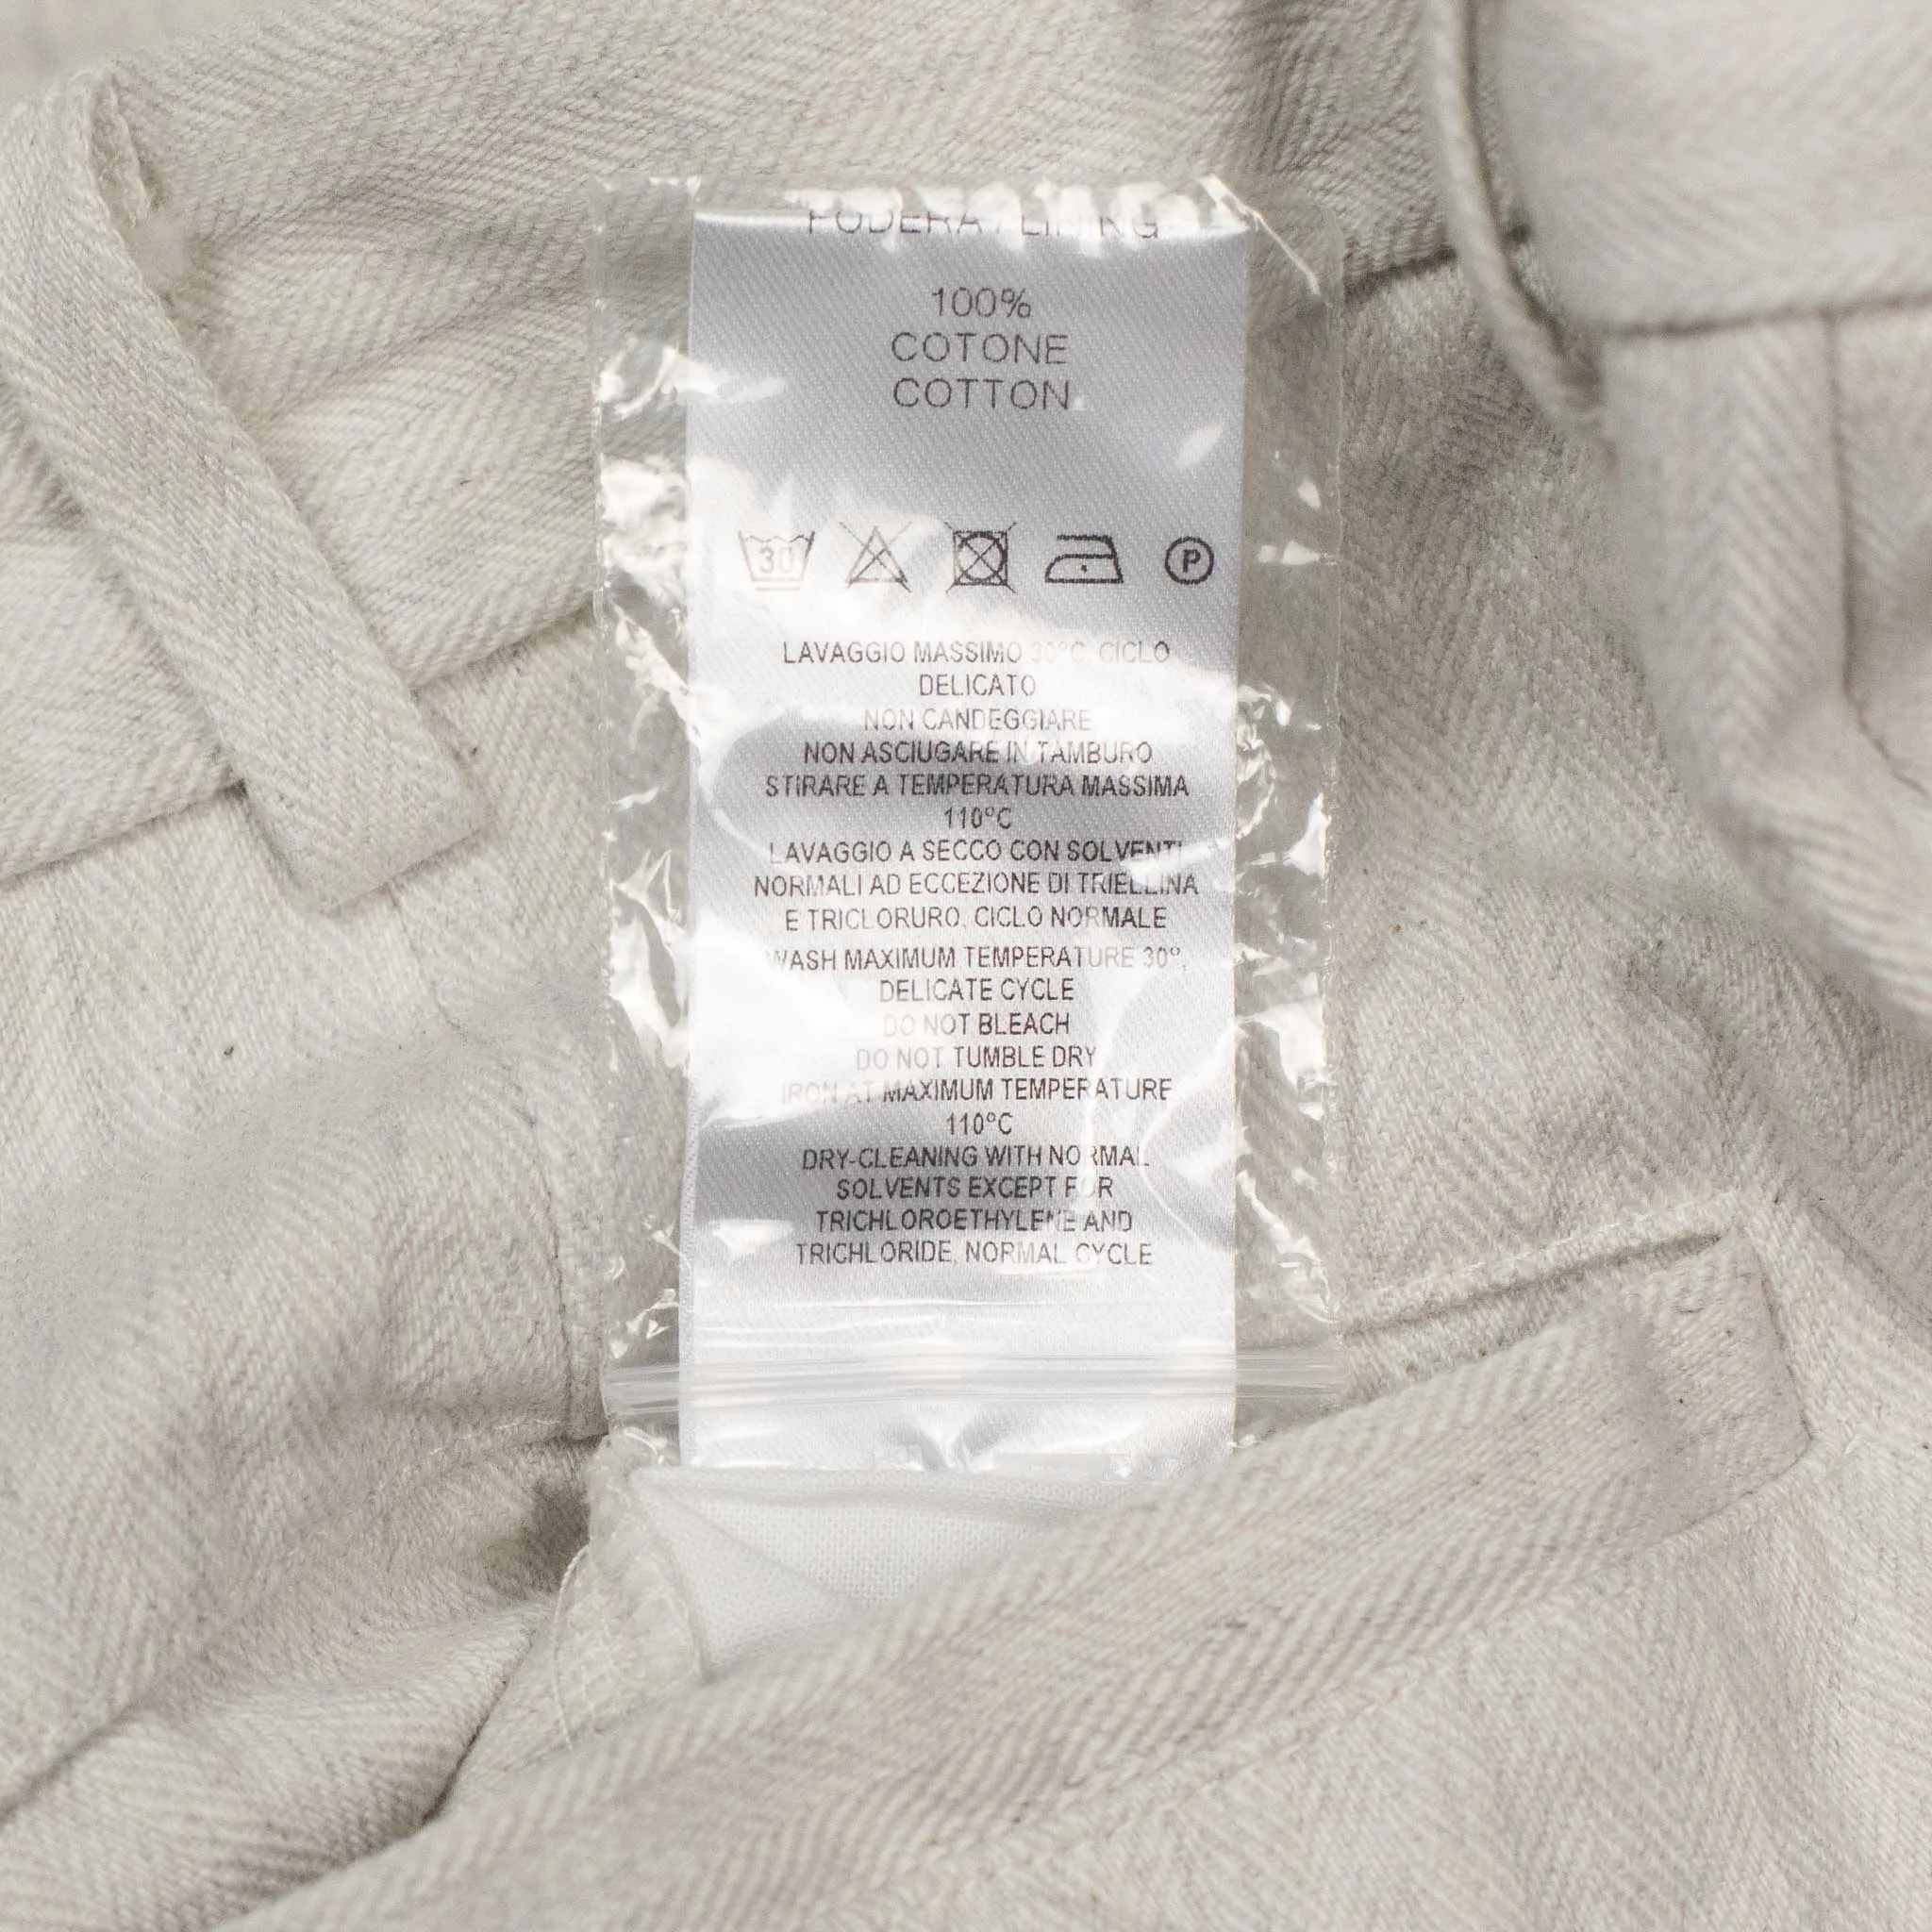 FODERA / LINING
100%
COTONE
COTTON
30
P
LAVAGGIO MASSIMO 30°C, CICLO
DELICATO
NON CANDEGGIARE
NON ASCIUGARE IN TAMBURO
STIRARE A TEMPERATURA MASSIMA
110°C
LAVAGGIO A SECCO CON SOLVENTI
NORMALI AD ECCEZIONE DI TRIELLINA
E TRICLORURO, CICLO NORMALE
WASH MAXIMUM TEMPERATURE 30°,
DELICATE CYCLE
DO NOT BLEACH
DO NOT TUMBLE DRY
IRON AT MAXIMUM TEMPERATURE
110°C
DRY-CLEANING WITH NORMAL
SOLVENTS EXCEPT FOR
TRICHLOROETHYLENE AND
TRICHLORIDE, NORMAL CYCLE